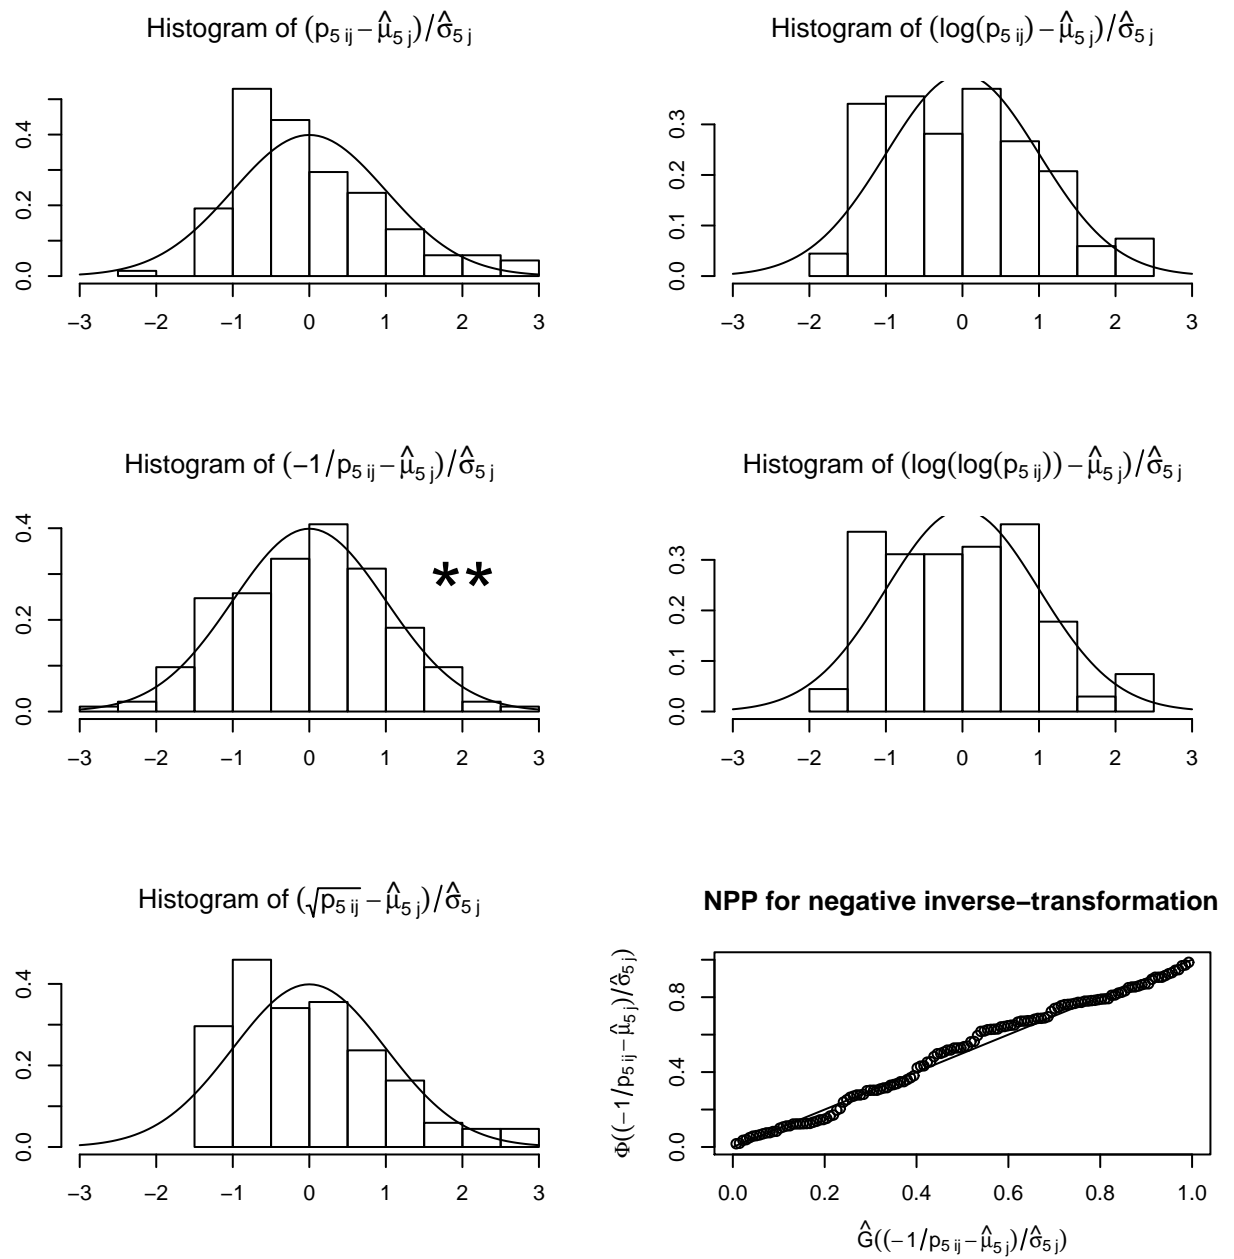 Histogram of (p5 ij − μ̂5 j)/σ̂5 j
0.0 0.2 0.4
−3 −2 −1 0 1 2 3
Histogram of (log(p5 ij) − μ̂5 j)/σ̂5 j
0.0 0.1 0.2 0.3
−3 −2 −1 0 1 2 3
Histogram of (−1/p5 ij − μ̂5 j)/σ̂5 j
0.0 0.2 0.4
**
−3 −2 −1 0 1 2 3
Histogram of (log(log(p5 ij)) − μ̂5 j)/σ̂5 j
0.0 0.1 0.2 0.3
−3 −2 −1 0 1 2 3
Histogram of (√p5 ij − μ̂5 j)/σ̂5 j
0.0 0.2 0.4
−3 −2 −1 0 1 2 3
NPP for negative inverse−transformation
Φ((−1/p5 ij − μ̂5 j)/σ̂5 j)
0.0 0.4 0.8
0.0 0.2 0.4 0.6 0.8 1.0
Ĝ((−1/p5 ij − μ̂5 j)/σ̂5 j)